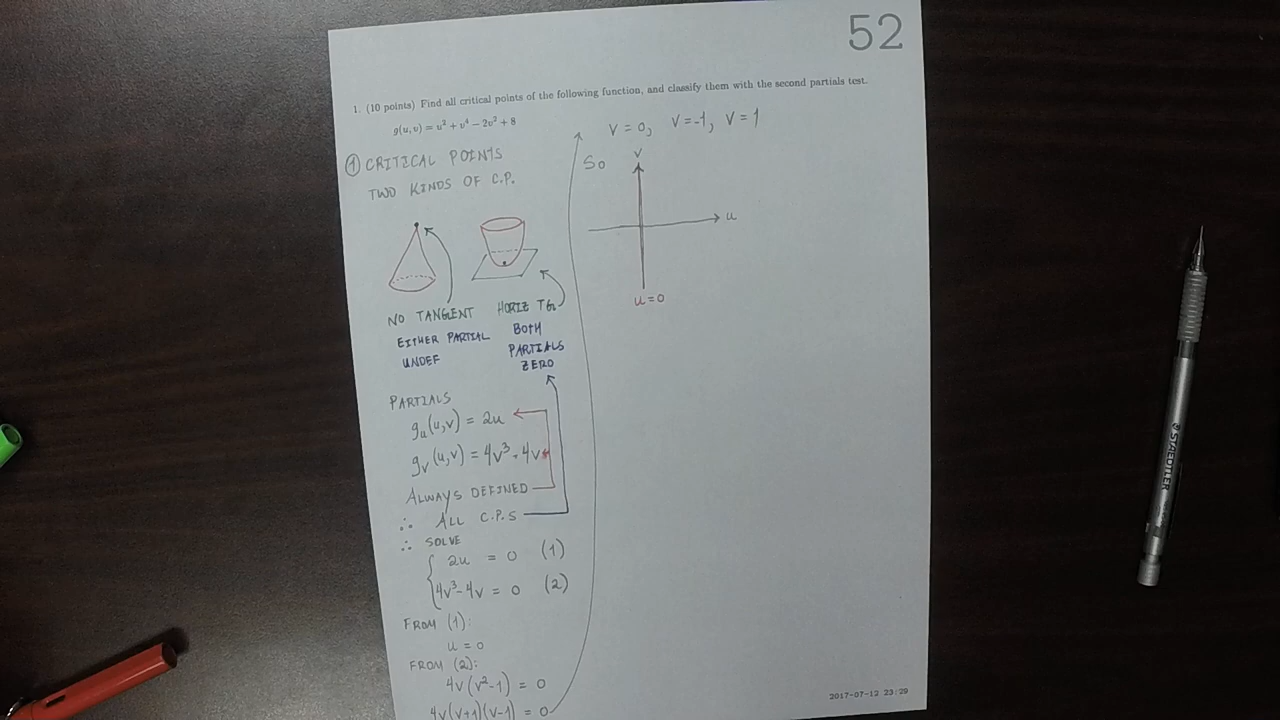 52
1. (10 points) Find all critical points of the following function, and classify them with the second partials test.
g(u, v) = u² + v⁴ − 2v² + 8
① CRITICAL POINTS
TWO KINDS OF C.P.
NO TANGENT
EITHER PARTIAL
UNDEF
HORIZ TG.
BOTH
PARTIALS
ZERO
PARTIALS
g_u(u,v) = 2u
g_v(u,v) = 4v³ - 4v
ALWAYS DEFINED
∴ ALL C.P.S
∴ SOLVE
2u = 0 (1)
4v³-4v = 0 (2)
FROM (1):
u = 0
FROM (2):
4v(v²-1) = 0
4v(v+1)(v-1) = 0
v = 0, v = -1, v = 1
So
v
u
u=0
2017-07-12 23:29
STAEDTLER